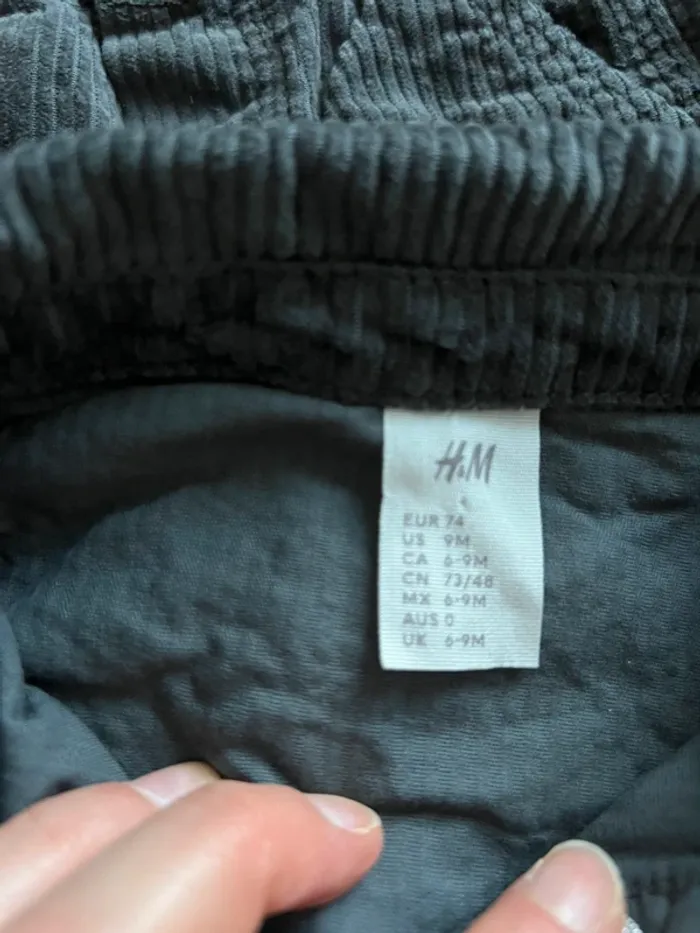 H&M
EUR 74
US 9M
CA 6-9M
CN 73/48
MX 6-9M
AUS 0
UK 6-9M